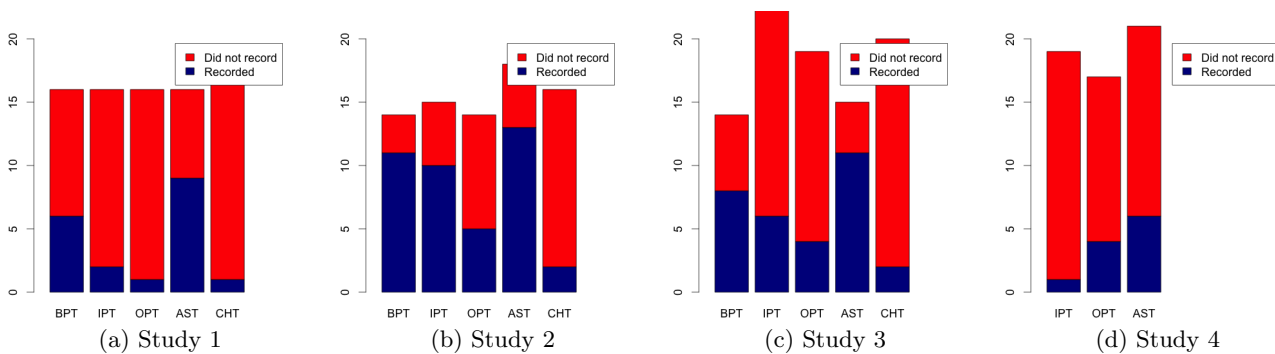 20
15
10
5
0
Did not record
Recorded
BPT IPT OPT AST CHT
(a) Study 1
20
15
10
5
0
Did not record
Recorded
BPT IPT OPT AST CHT
(b) Study 2
20
15
10
5
0
Did not record
Recorded
BPT IPT OPT AST CHT
(c) Study 3
20
15
10
5
0
Did not record
Recorded
IPT OPT AST
(d) Study 4